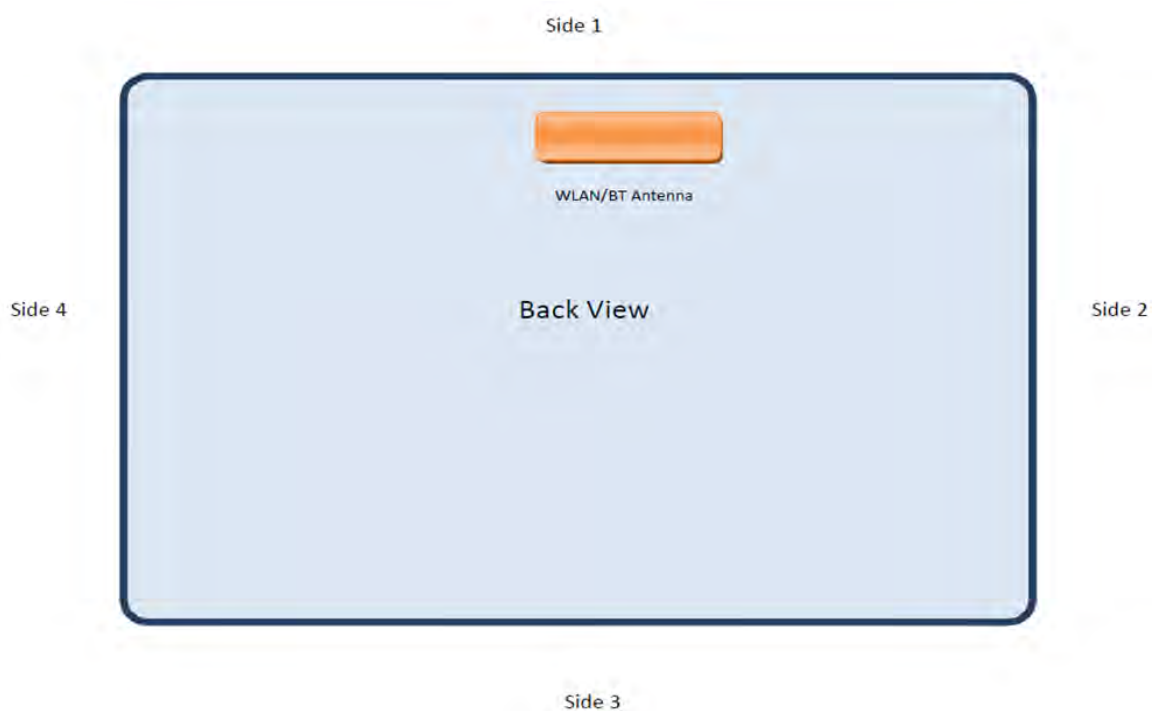 Side 1
WLAN/BT Antenna
Side 4
Back View
Side 2
Side 3